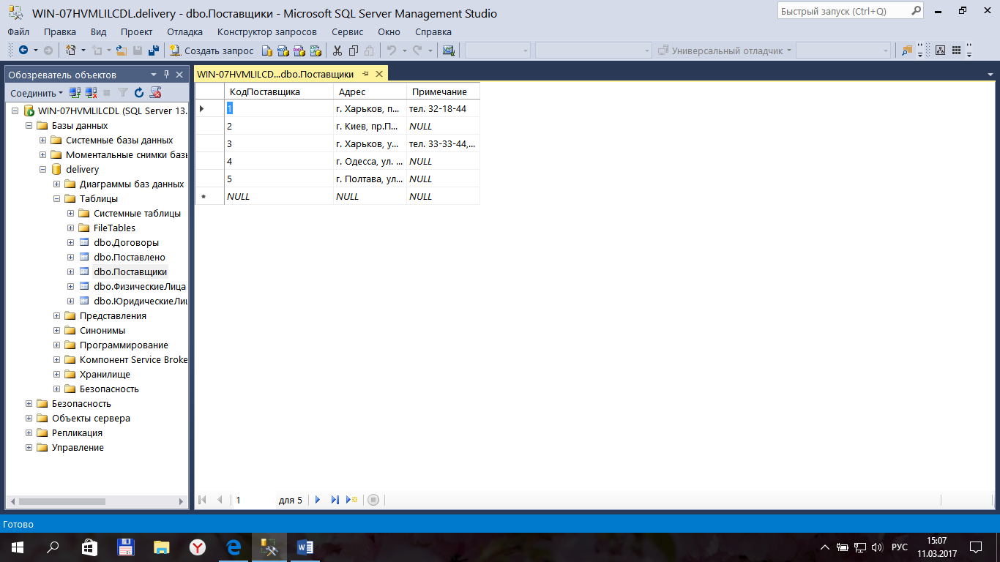 WIN-07HVMLILCDL.delivery - dbo.Поставщики - Microsoft SQL Server Management Studio
Быстрый запуск (Ctrl+Q)
Файл Правка Вид Проект Отладка Конструктор запросов Сервис Окно Справка
Создать запрос
Универсальный отладчик
Обозреватель объектов
Соединить
WIN-07HVMLILCDL (SQL Server 13.
Базы данных
Системные базы данных
Моментальные снимки базы
delivery
Диаграммы баз данных
Таблицы
Системные таблицы
FileTables
dbo.Договоры
dbo.Поставлено
dbo.Поставщики
dbo.ФизическиеЛица
dbo.ЮридическиеЛиц
Представления
Синонимы
Программирование
Компонент Service Broke
Хранилище
Безопасность
Безопасность
Объекты сервера
Репликация
Управление
WIN-07HVMLILCD...dbo.Поставщики
КодПоставщика Адрес Примечание
1 г. Харьков, п... тел. 32-18-44
2 г. Киев, пр.П... NULL
3 г. Харьков, у... тел. 33-33-44,...
4 г. Одесса, ул. ... NULL
5 г. Полтава, ул... NULL
NULL NULL NULL
1 для 5
Готово
РУС
15:07
11.03.2017